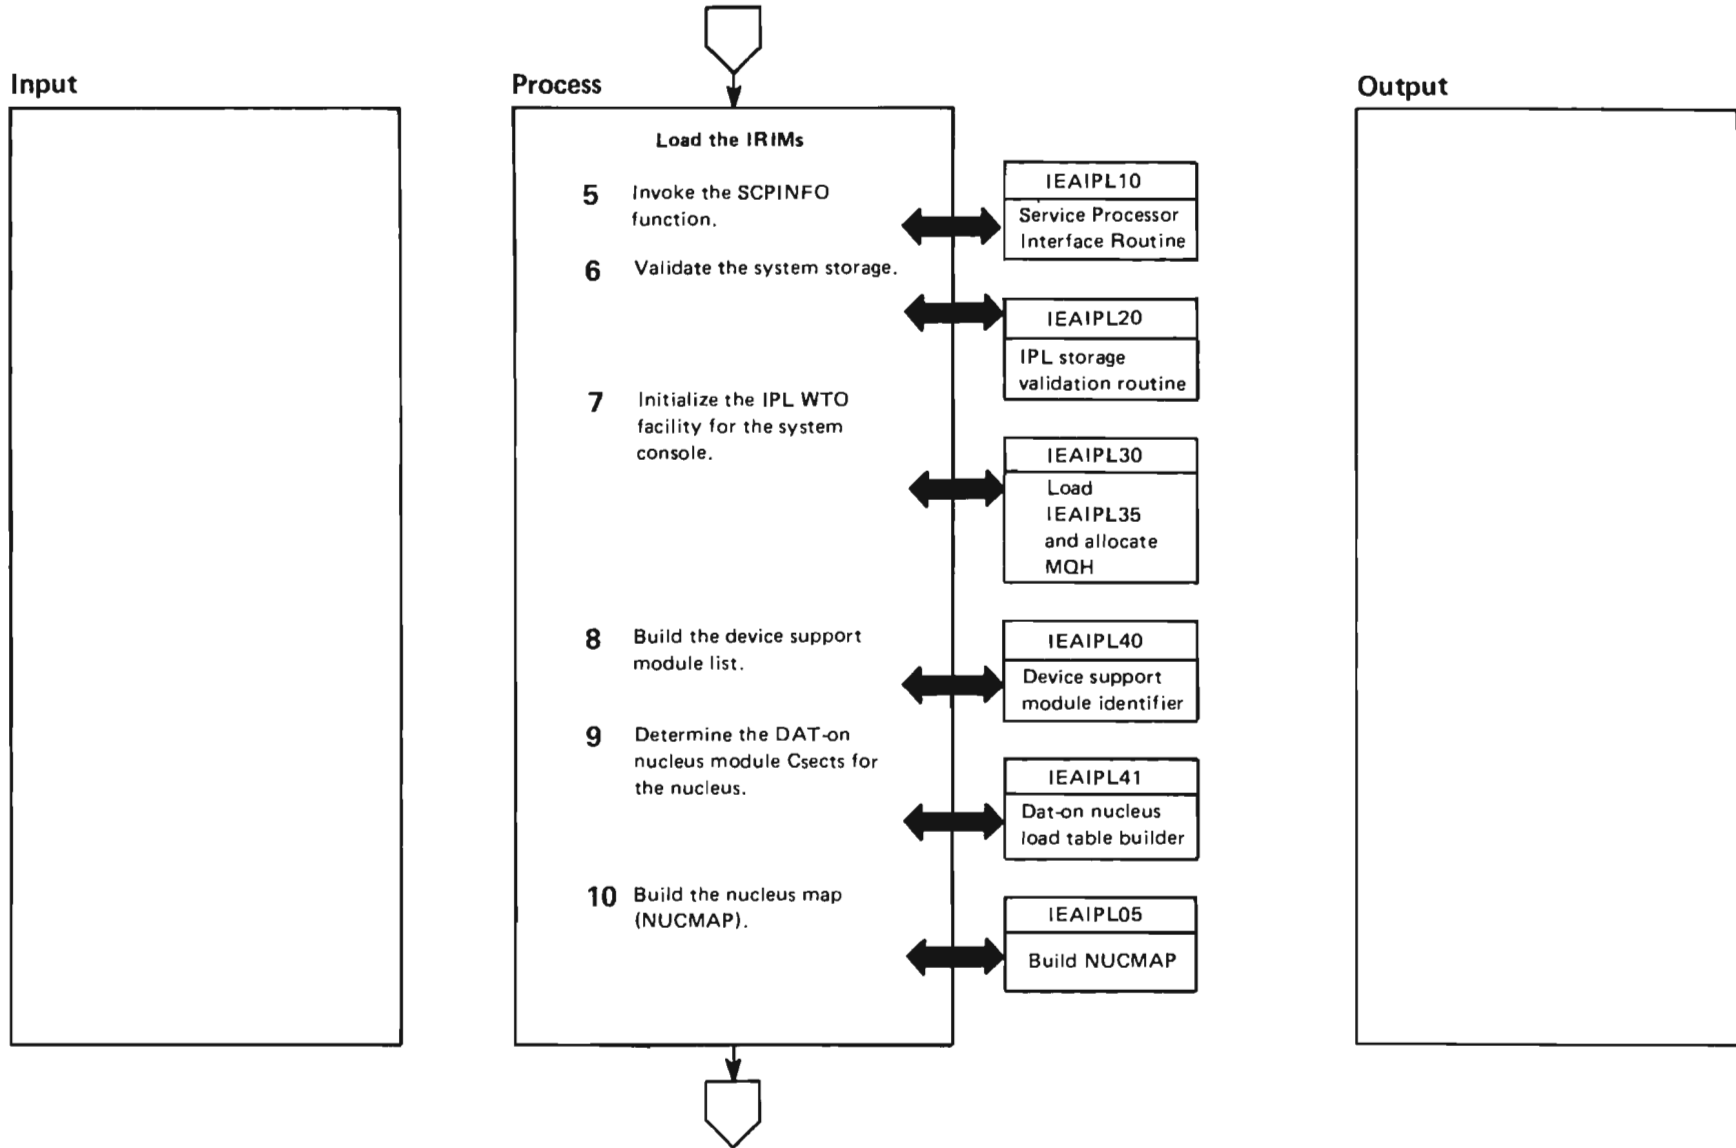 Input
Process
Output
Load the IRIMs
5 Invoke the SCPINFO
function.
IEAIPL10
Service Processor
Interface Routine
6 Validate the system storage.
IEAIPL20
IPL storage
validation routine
7 Initialize the IPL WTO
facility for the system
console.
IEAIPL30
Load
IEAIPL35
and allocate
MQH
8 Build the device support
module list.
IEAIPL40
Device support
module identifier
9 Determine the DAT-on
nucleus module Csects for
the nucleus.
IEAIPL41
Dat-on nucleus
load table builder
10 Build the nucleus map
(NUCMAP).
IEAIPL05
Build NUCMAP